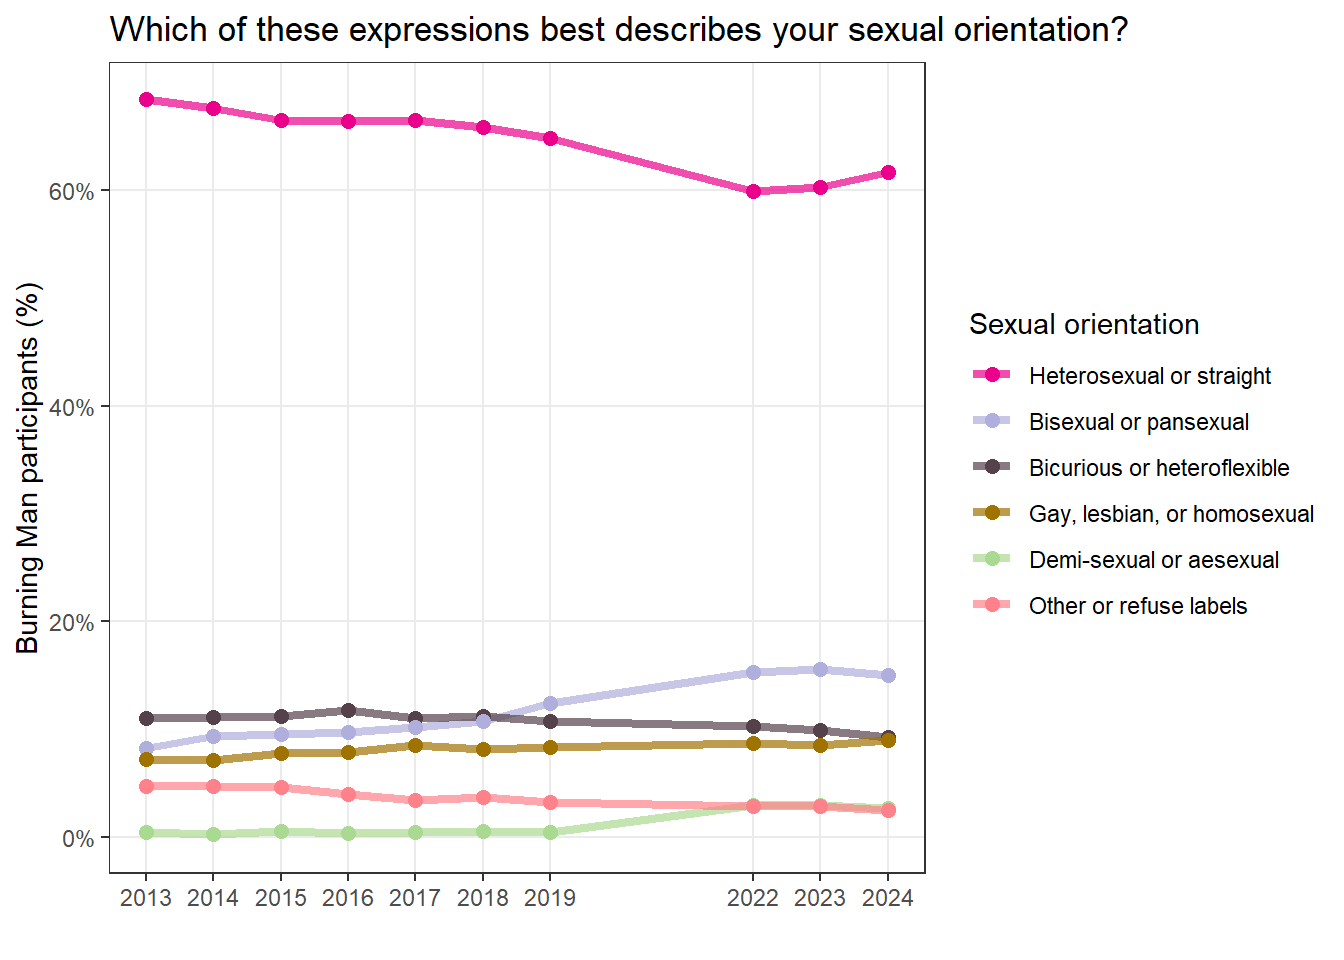 Which of these expressions best describes your sexual orientation?
Burning Man participants (%)
60%
40%
20%
0%
2013 2014 2015 2016 2017 2018 2019 2022 2023 2024
Sexual orientation
Heterosexual or straight
Bisexual or pansexual
Bicurious or heteroflexible
Gay, lesbian, or homosexual
Demi-sexual or aesexual
Other or refuse labels